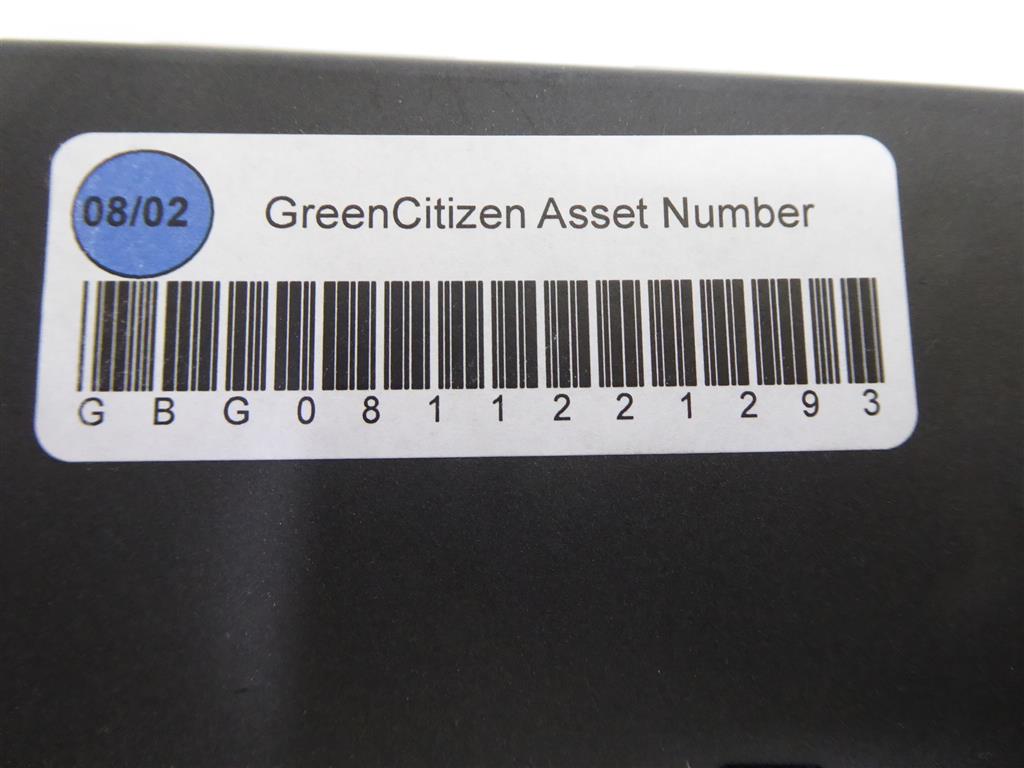 08/02
GreenCitizen Asset Number
G B G 0 8 1 1 2 2 1 2 9 3